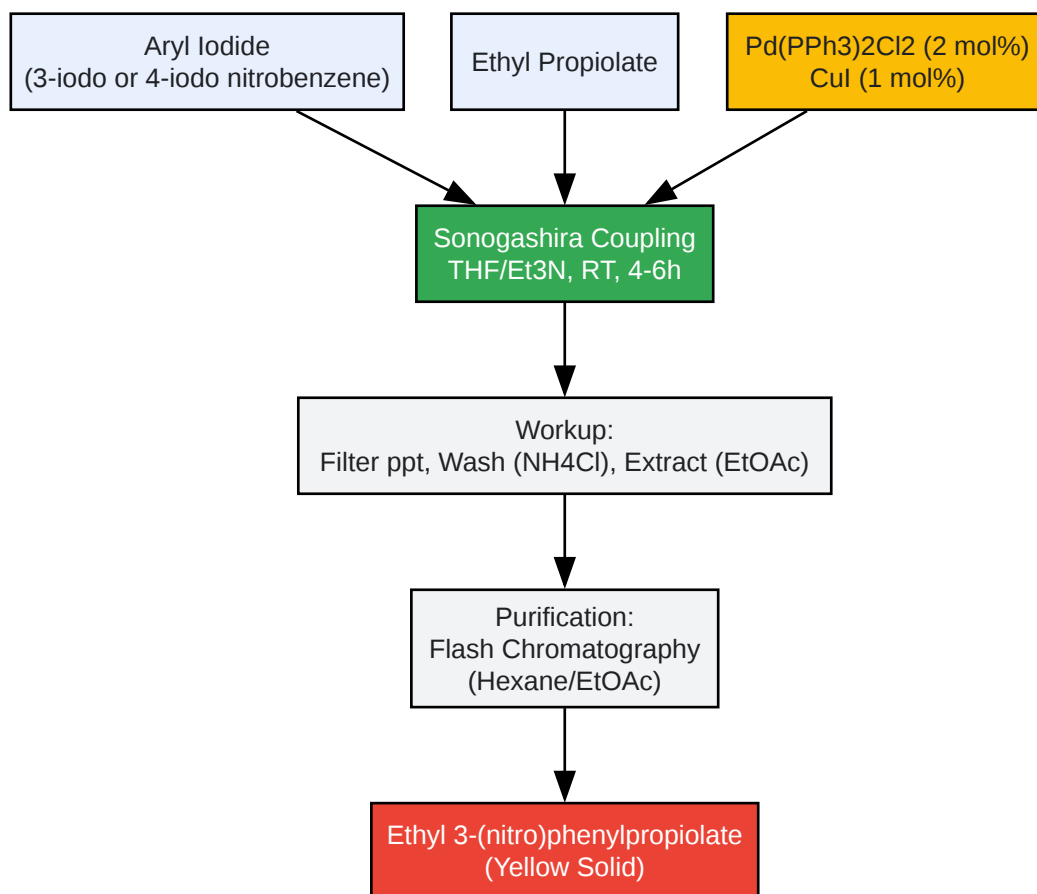 Aryl Iodide
(3-iodo or 4-iodo nitrobenzene)
Ethyl Propiolate
Pd(PPh3)2Cl2 (2 mol%)
CuI (1 mol%)
Sonogashira Coupling
THF/Et3N, RT, 4-6h
Workup:
Filter ppt, Wash (NH4Cl), Extract (EtOAc)
Purification:
Flash Chromatography
(Hexane/EtOAc)
Ethyl 3-(nitro)phenylpropiolate
(Yellow Solid)